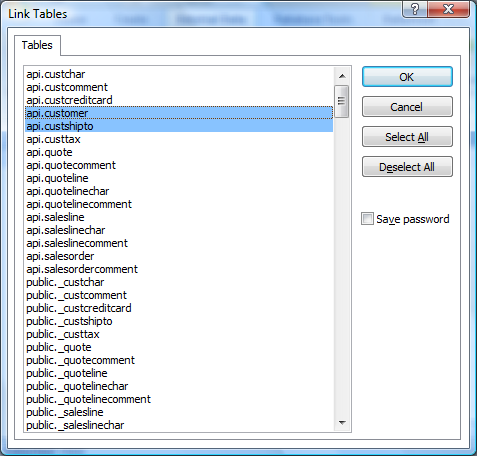 Link Tables
Tables
api.custchar
api.custcomment
api.custcreditcard
api.customer
api.custshipto
api.custtax
api.quote
api.quotecomment
api.quoteline
api.quotelinechar
api.quotelinecomment
api.salesline
api.saleslinechar
api.saleslinecomment
api.salesorder
api.salesordercomment
public._custchar
public._custcomment
public._custcreditcard
public._custshipto
public._custtax
public._quote
public._quotecomment
public._quoteline
public._quotelinechar
public._quotelinecomment
public._salesline
public._saleslinechar
OK
Cancel
Select All
Deselect All
Save password